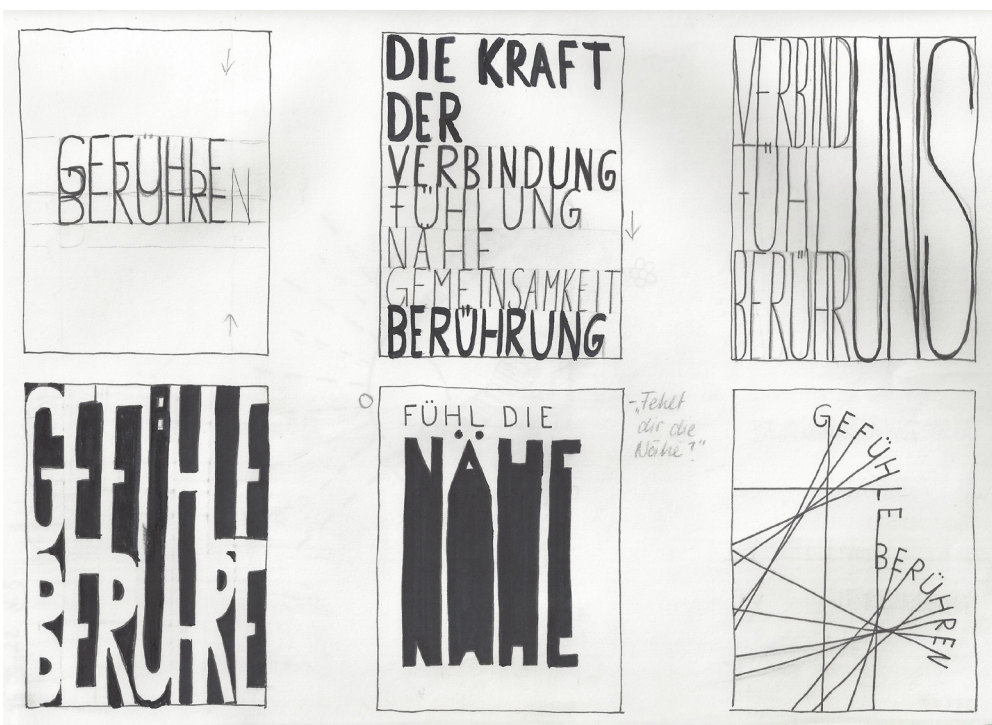 GEFÜHLE
BERÜHREN
DIE KRAFT
DER
VERBINDUNG
FÜHLUNG
NÄHE
GEMEINSAMKEIT
BERÜHRUNG
VERBIND
FÜHL
BERÜHR
UNS
GEFÜHLE
BERÜHRE
FÜHL DIE
NÄHE
-„Fehlt
dir die
Nähe?"
GEFÜHLE
BERÜHREN